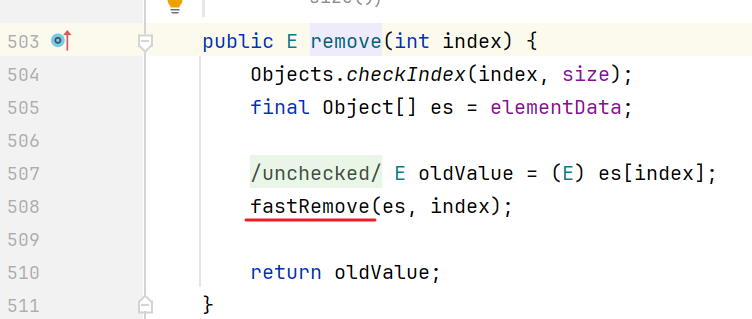 size())
503 public E remove(int index) {
504 Objects.checkIndex(index, size);
505 final Object[] es = elementData;
506
507 /unchecked/ E oldValue = (E) es[index];
508 fastRemove(es, index);
509
510 return oldValue;
511 }